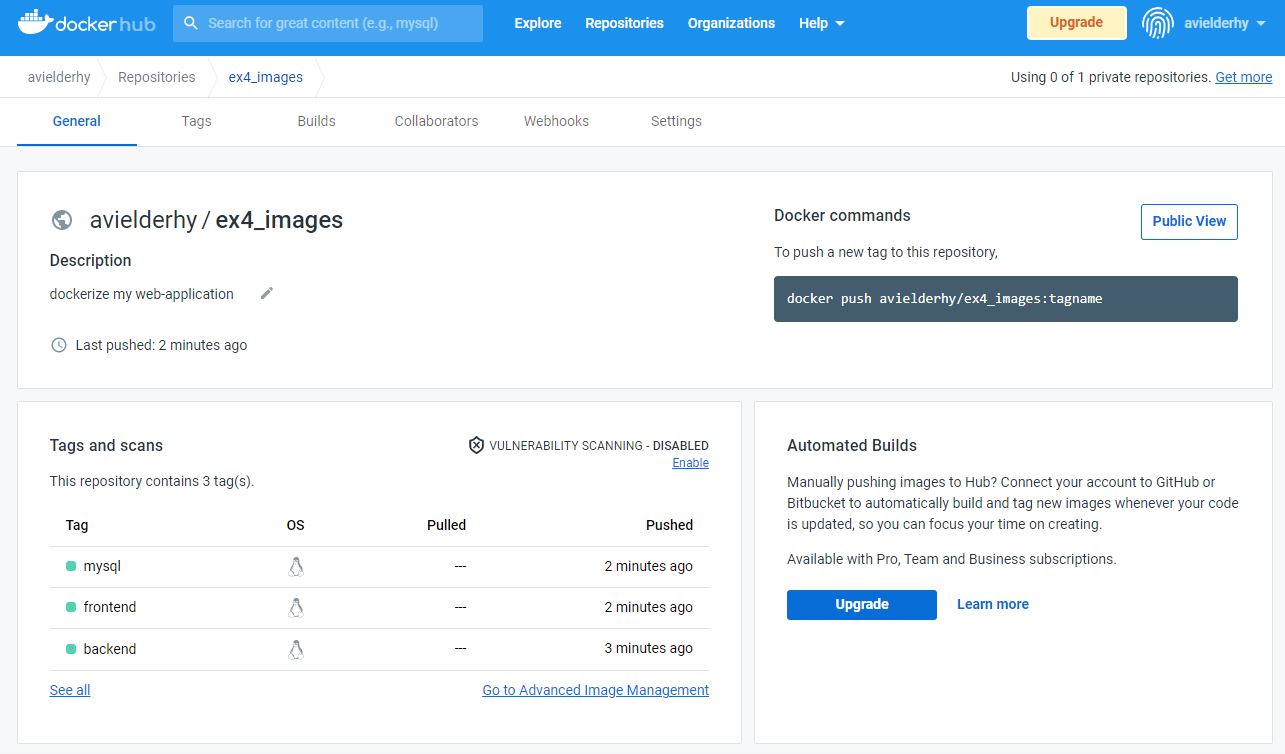 docker hub
Search for great content (e.g., mysql)
Explore
Repositories
Organizations
Help
Upgrade
avielderhy
avielderhy
Repositories
ex4_images
Using 0 of 1 private repositories. Get more
General
Tags
Builds
Collaborators
Webhooks
Settings
avielderhy / ex4_images
Description
dockerize my web-application
Last pushed: 2 minutes ago
Docker commands
Public View
To push a new tag to this repository,
docker push avielderhy/ex4_images:tagname
Tags and scans
VULNERABILITY SCANNING - DISABLED
Enable
This repository contains 3 tag(s).
Tag OS Pulled Pushed
mysql --- 2 minutes ago
frontend --- 2 minutes ago
backend --- 3 minutes ago
See all
Go to Advanced Image Management
Automated Builds
Manually pushing images to Hub? Connect your account to GitHub or
Bitbucket to automatically build and tag new images whenever your code
is updated, so you can focus your time on creating.
Available with Pro, Team and Business subscriptions.
Upgrade
Learn more